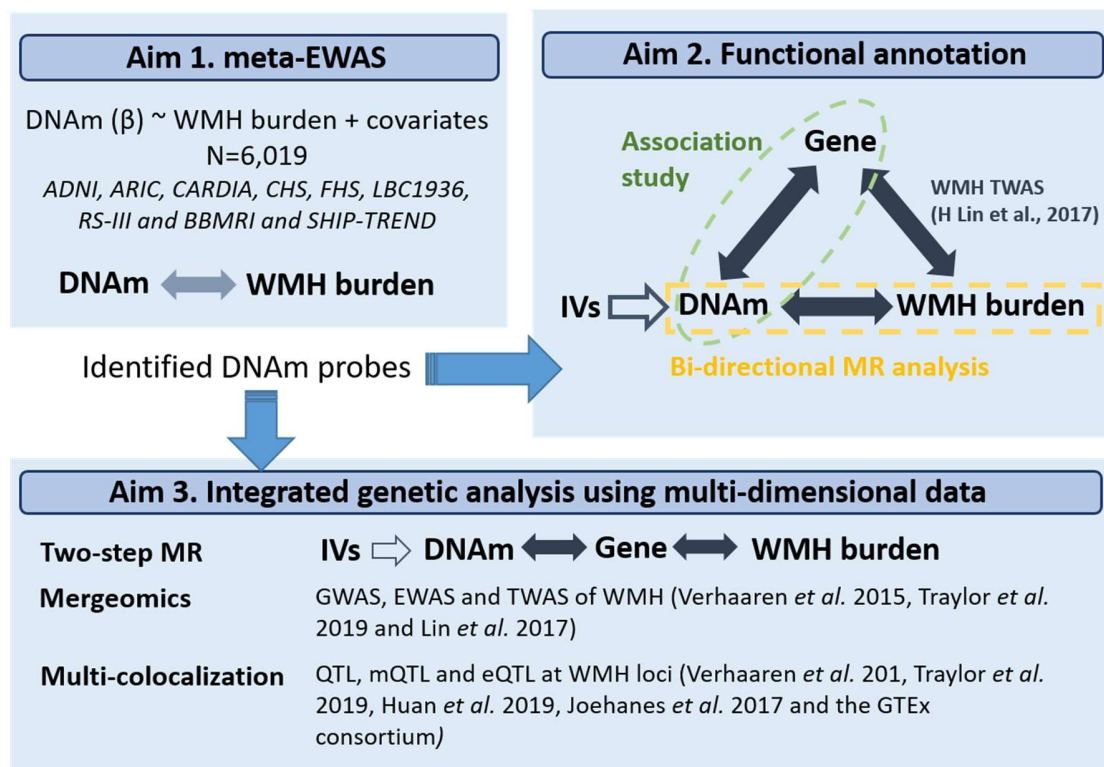 Aim 1. meta-EWAS
DNAm (β) ~ WMH burden + covariates
N=6,019
ADNI, ARIC, CARDIA, CHS, FHS, LBC1936,
RS-III and BBMRI and SHIP-TREND
DNAm WMH burden
Identified DNAm probes
Aim 2. Functional annotation
Association
study
Gene
WMH TWAS
(H Lin et al., 2017)
IVs DNAm WMH burden
Bi-directional MR analysis
Aim 3. Integrated genetic analysis using multi-dimensional data
Two-step MR IVs DNAm Gene WMH burden
Mergeomics GWAS, EWAS and TWAS of WMH (Verhaaren et al. 2015, Traylor et al.
2019 and Lin et al. 2017)
Multi-colocalization QTL, mQTL and eQTL at WMH loci (Verhaaren et al. 201, Traylor et al.
2019, Huan et al. 2019, Joehanes et al. 2017 and the GTEx
consortium)